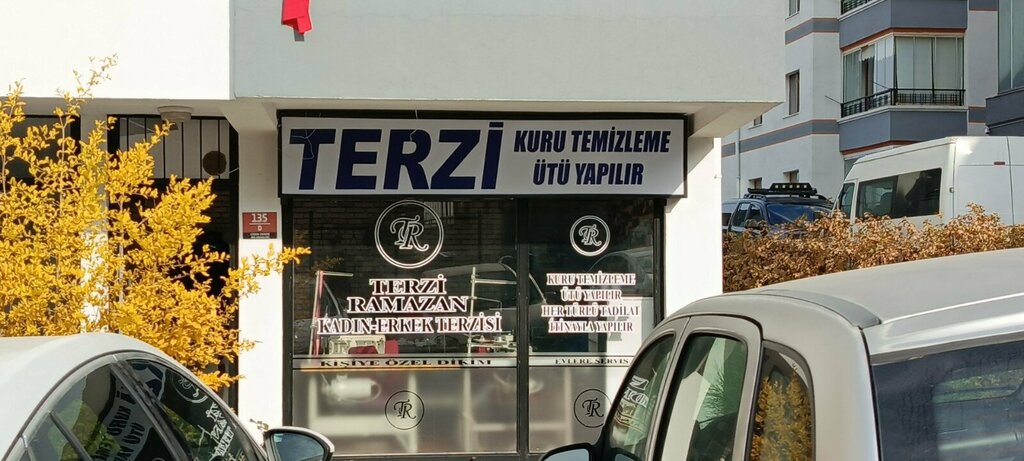 TERZİ
KURU TEMİZLEME
ÜTÜ YAPILIR
135
D
TR
TERZİ
RAMAZAN
KADIN-ERKEK TERZİSİ
KİŞİYE ÖZEL DİKİM
TR
TR
KURU TEMİZLEME
ÜTÜ YAPILIR
HER TÜRLÜ TADİLAT
İTİNAYLA YAPILIR
EVLERE SERVİS
TR